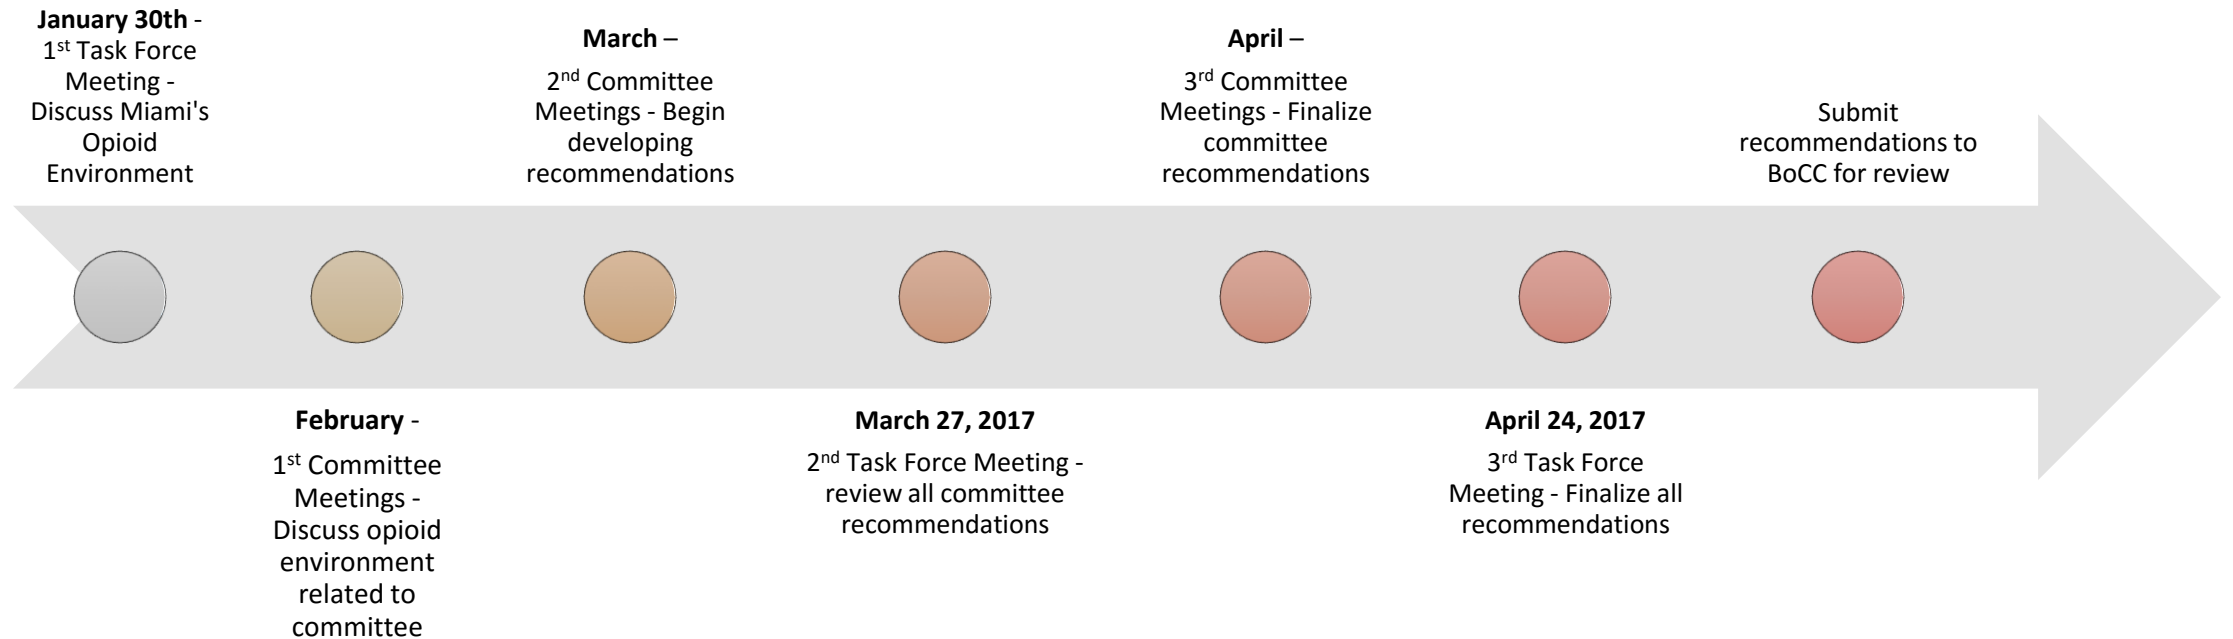 January 30th -
1st Task Force
Meeting -
Discuss Miami's
Opioid
Environment
February -
1st Committee
Meetings -
Discuss opioid
environment
related to
committee
March –
2nd Committee
Meetings - Begin
developing
recommendations
March 27, 2017
2nd Task Force Meeting -
review all committee
recommendations
April –
3rd Committee
Meetings - Finalize
committee
recommendations
April 24, 2017
3rd Task Force
Meeting - Finalize all
recommendations
Submit
recommendations to
BoCC for review